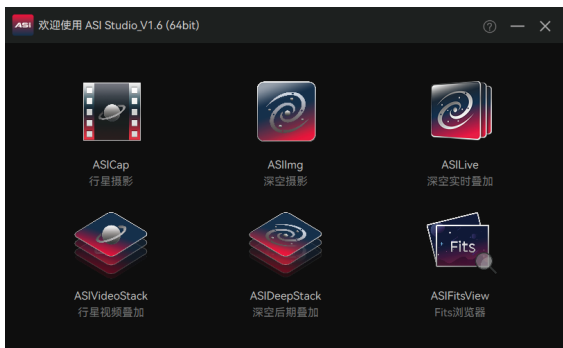 ASI 欢迎使用 ASI Studio_V1.6 (64bit)
ASICap
行星摄影
ASIImg
深空摄影
ASILive
深空实时叠加
Fits
ASIVideoStack
行星视频叠加
ASIDeepStack
深空后期叠加
ASIFitsView
Fits浏览器